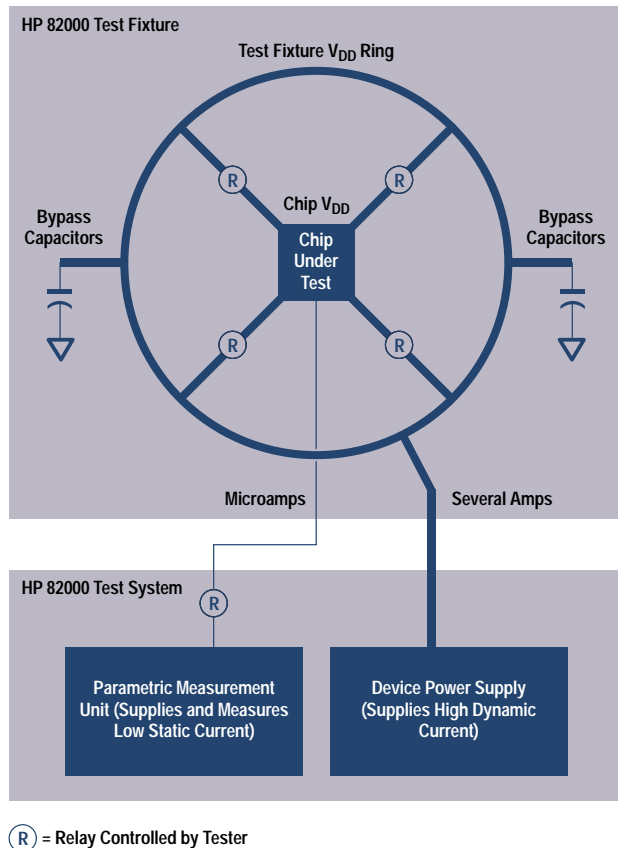 HP 82000 Test Fixture
Test Fixture VDD Ring
R
R
Chip VDD
Bypass
Capacitors
Chip
Under
Test
Bypass
Capacitors
R
R
Microamps
Several Amps
HP 82000 Test System
R
Parametric Measurement
Unit (Supplies and Measures
Low Static Current)
Device Power Supply
(Supplies High Dynamic
Current)
R = Relay Controlled by Tester